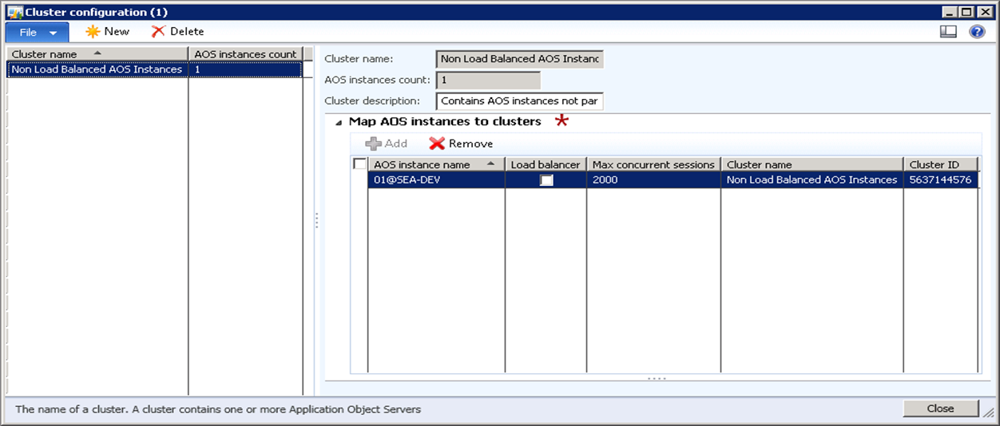 Cluster configuration (1)
File New Delete
Cluster name AOS instances count
Non Load Balanced AOS Instances 1
Cluster name: Non Load Balanced AOS Instanc
AOS instances count: 1
Cluster description: Contains AOS instances not par
Map AOS instances to clusters *
Add Remove
AOS instance name Load balancer Max concurrent sessions Cluster name Cluster ID
01@SEA-DEV 2000 Non Load Balanced AOS Instances 5637144576
The name of a cluster. A cluster contains one or more Application Object Servers Close